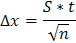 Δx = S * t / √n